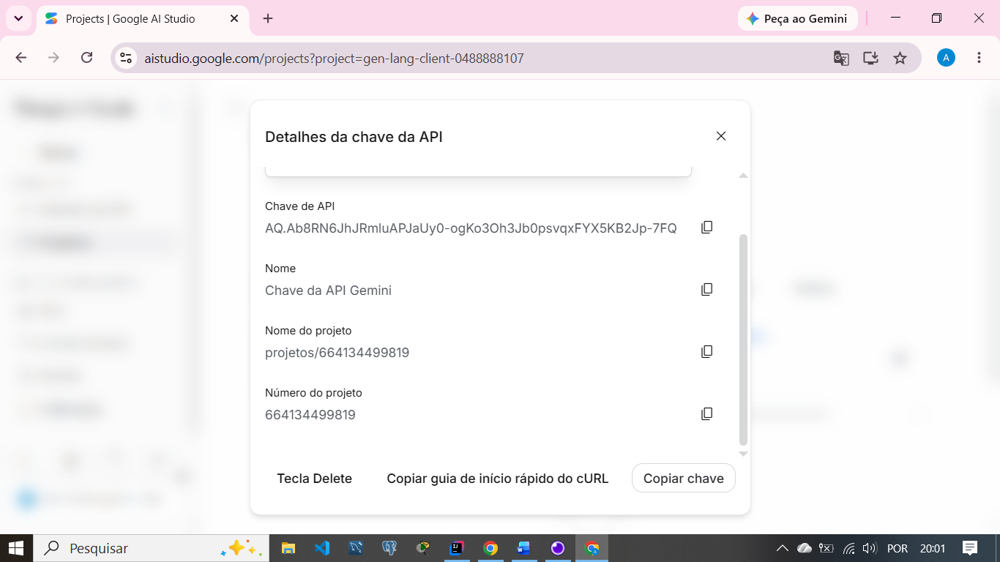 Projects | Google AI Studio
Peça ao Gemini
aistudio.google.com/projects?project=gen-lang-client-0488888107
A
Detalhes da chave da API
Chave de API
AQ.Ab8RN6JhJRmluAPJaUy0-ogKo3Oh3Jb0psvqxFYX5KB2Jp-7FQ
Nome
Chave da API Gemini
Nome do projeto
projetos/664134499819
Número do projeto
664134499819
Tecla Delete
Copiar guia de início rápido do cURL
Copiar chave
Pesquisar
POR
20:01